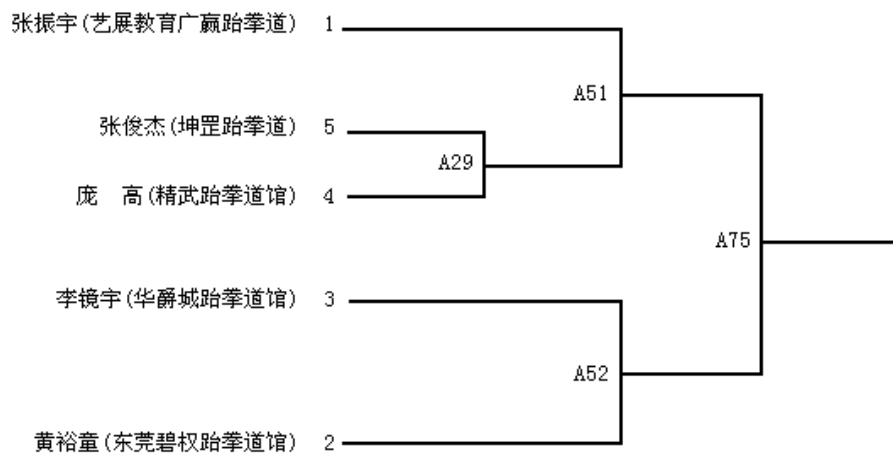 张振宇(艺展教育广赢跆拳道) 1
A51
张俊杰(坤罡跆拳道) 5
A29
庞　高(精武跆拳道馆) 4
A75
李镜宇(华爵城跆拳道馆) 3
A52
黄裕童(东莞碧权跆拳道馆) 2